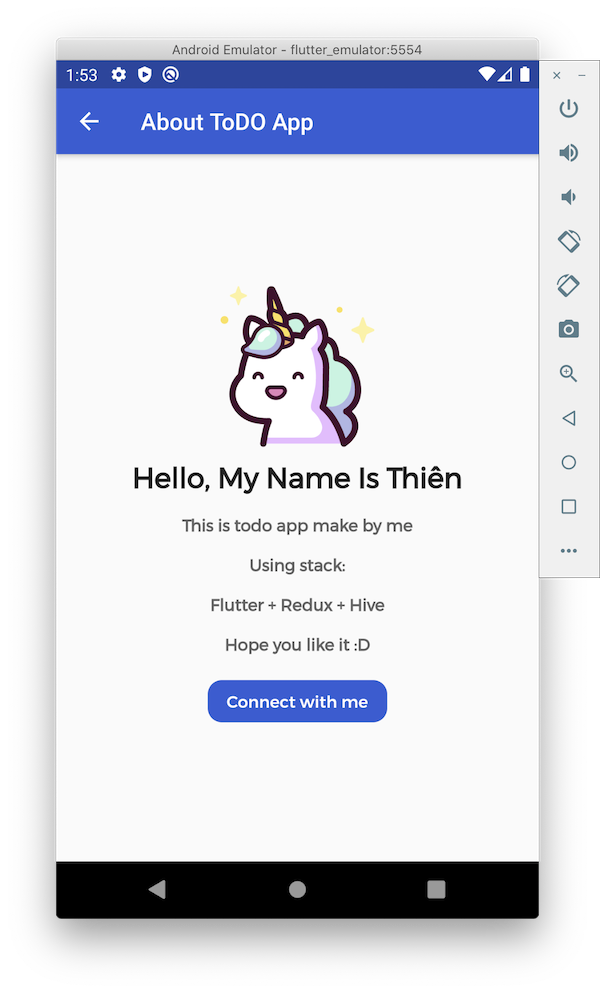 Android Emulator - flutter_emulator:5554
1:53
About ToDO App
Hello, My Name Is Thiên
This is todo app make by me
Using stack:
Flutter + Redux + Hive
Hope you like it :D
Connect with me